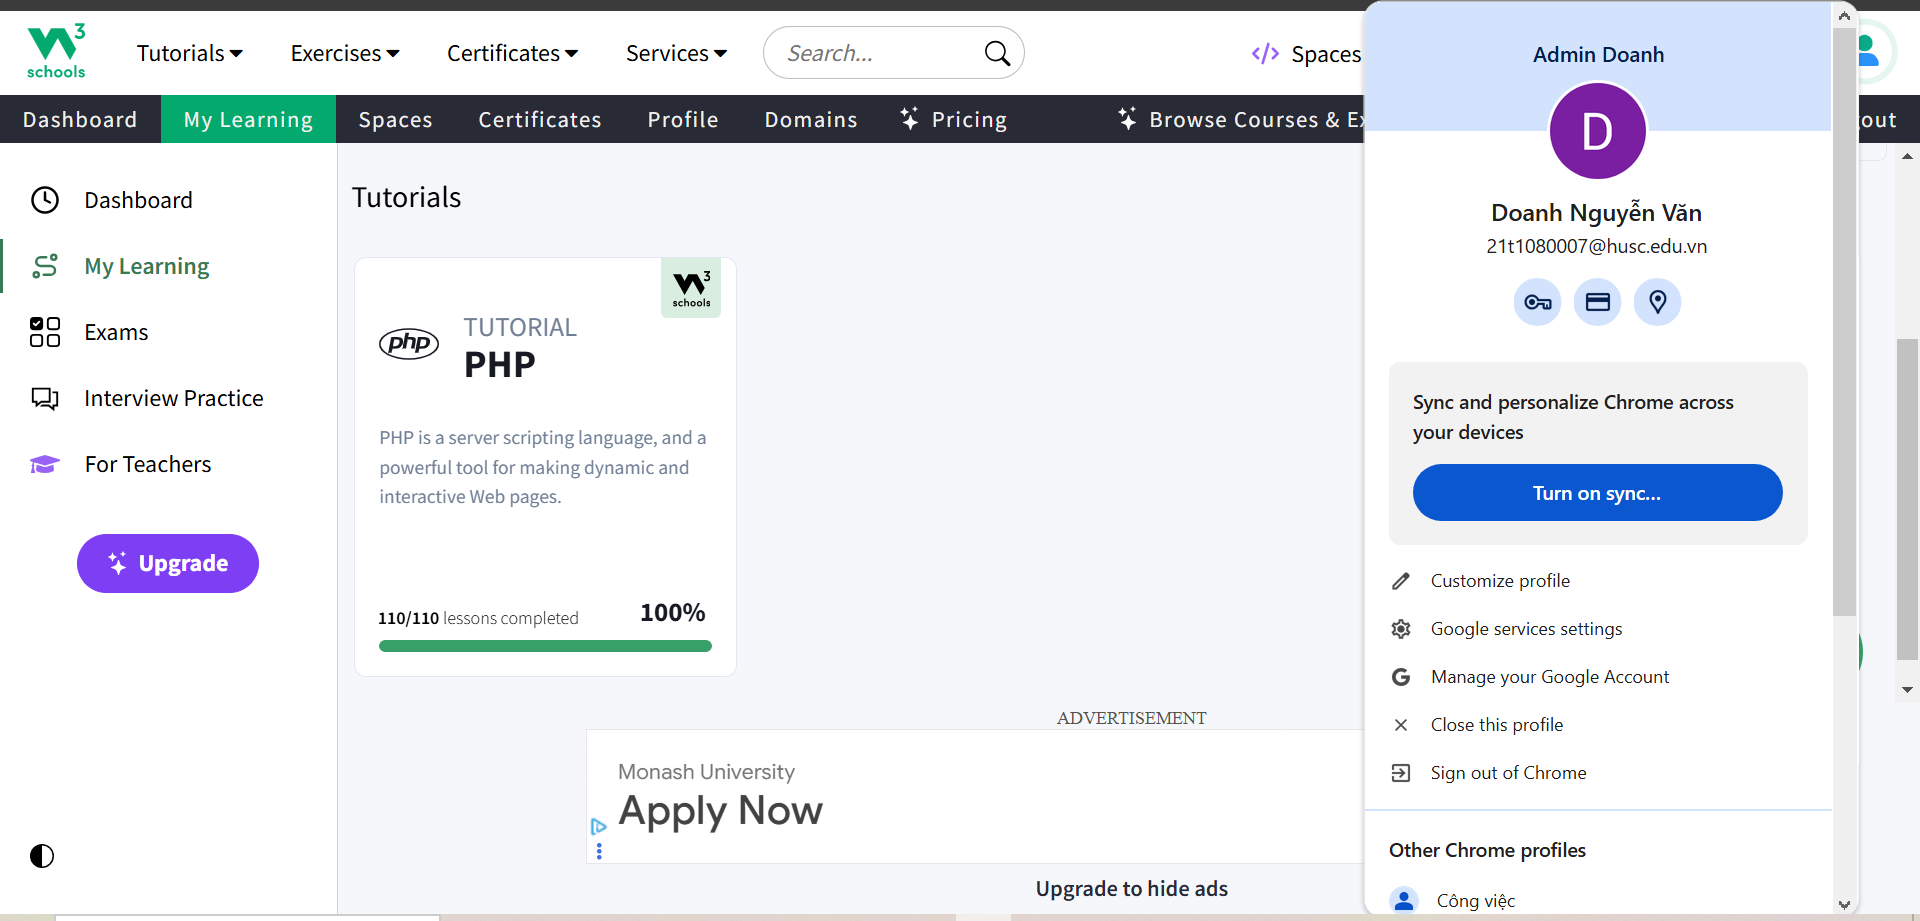 3
schools
Tutorials
Exercises
Certificates
Services
Search...
Spaces
Dashboard
My Learning
Spaces
Certificates
Profile
Domains
Pricing
Browse Courses & Ex
out
Dashboard
My Learning
Exams
Interview Practice
For Teachers
Upgrade
Tutorials
3
schools
php
TUTORIAL
PHP
PHP is a server scripting language, and a
powerful tool for making dynamic and
interactive Web pages.
110/110 lessons completed
100%
ADVERTISEMENT
Monash University
Apply Now
Upgrade to hide ads
Admin Doanh
D
Doanh Nguyễn Văn
21t1080007@husc.edu.vn
Sync and personalize Chrome across
your devices
Turn on sync...
Customize profile
Google services settings
G Manage your Google Account
Close this profile
Sign out of Chrome
Other Chrome profiles
Công việc